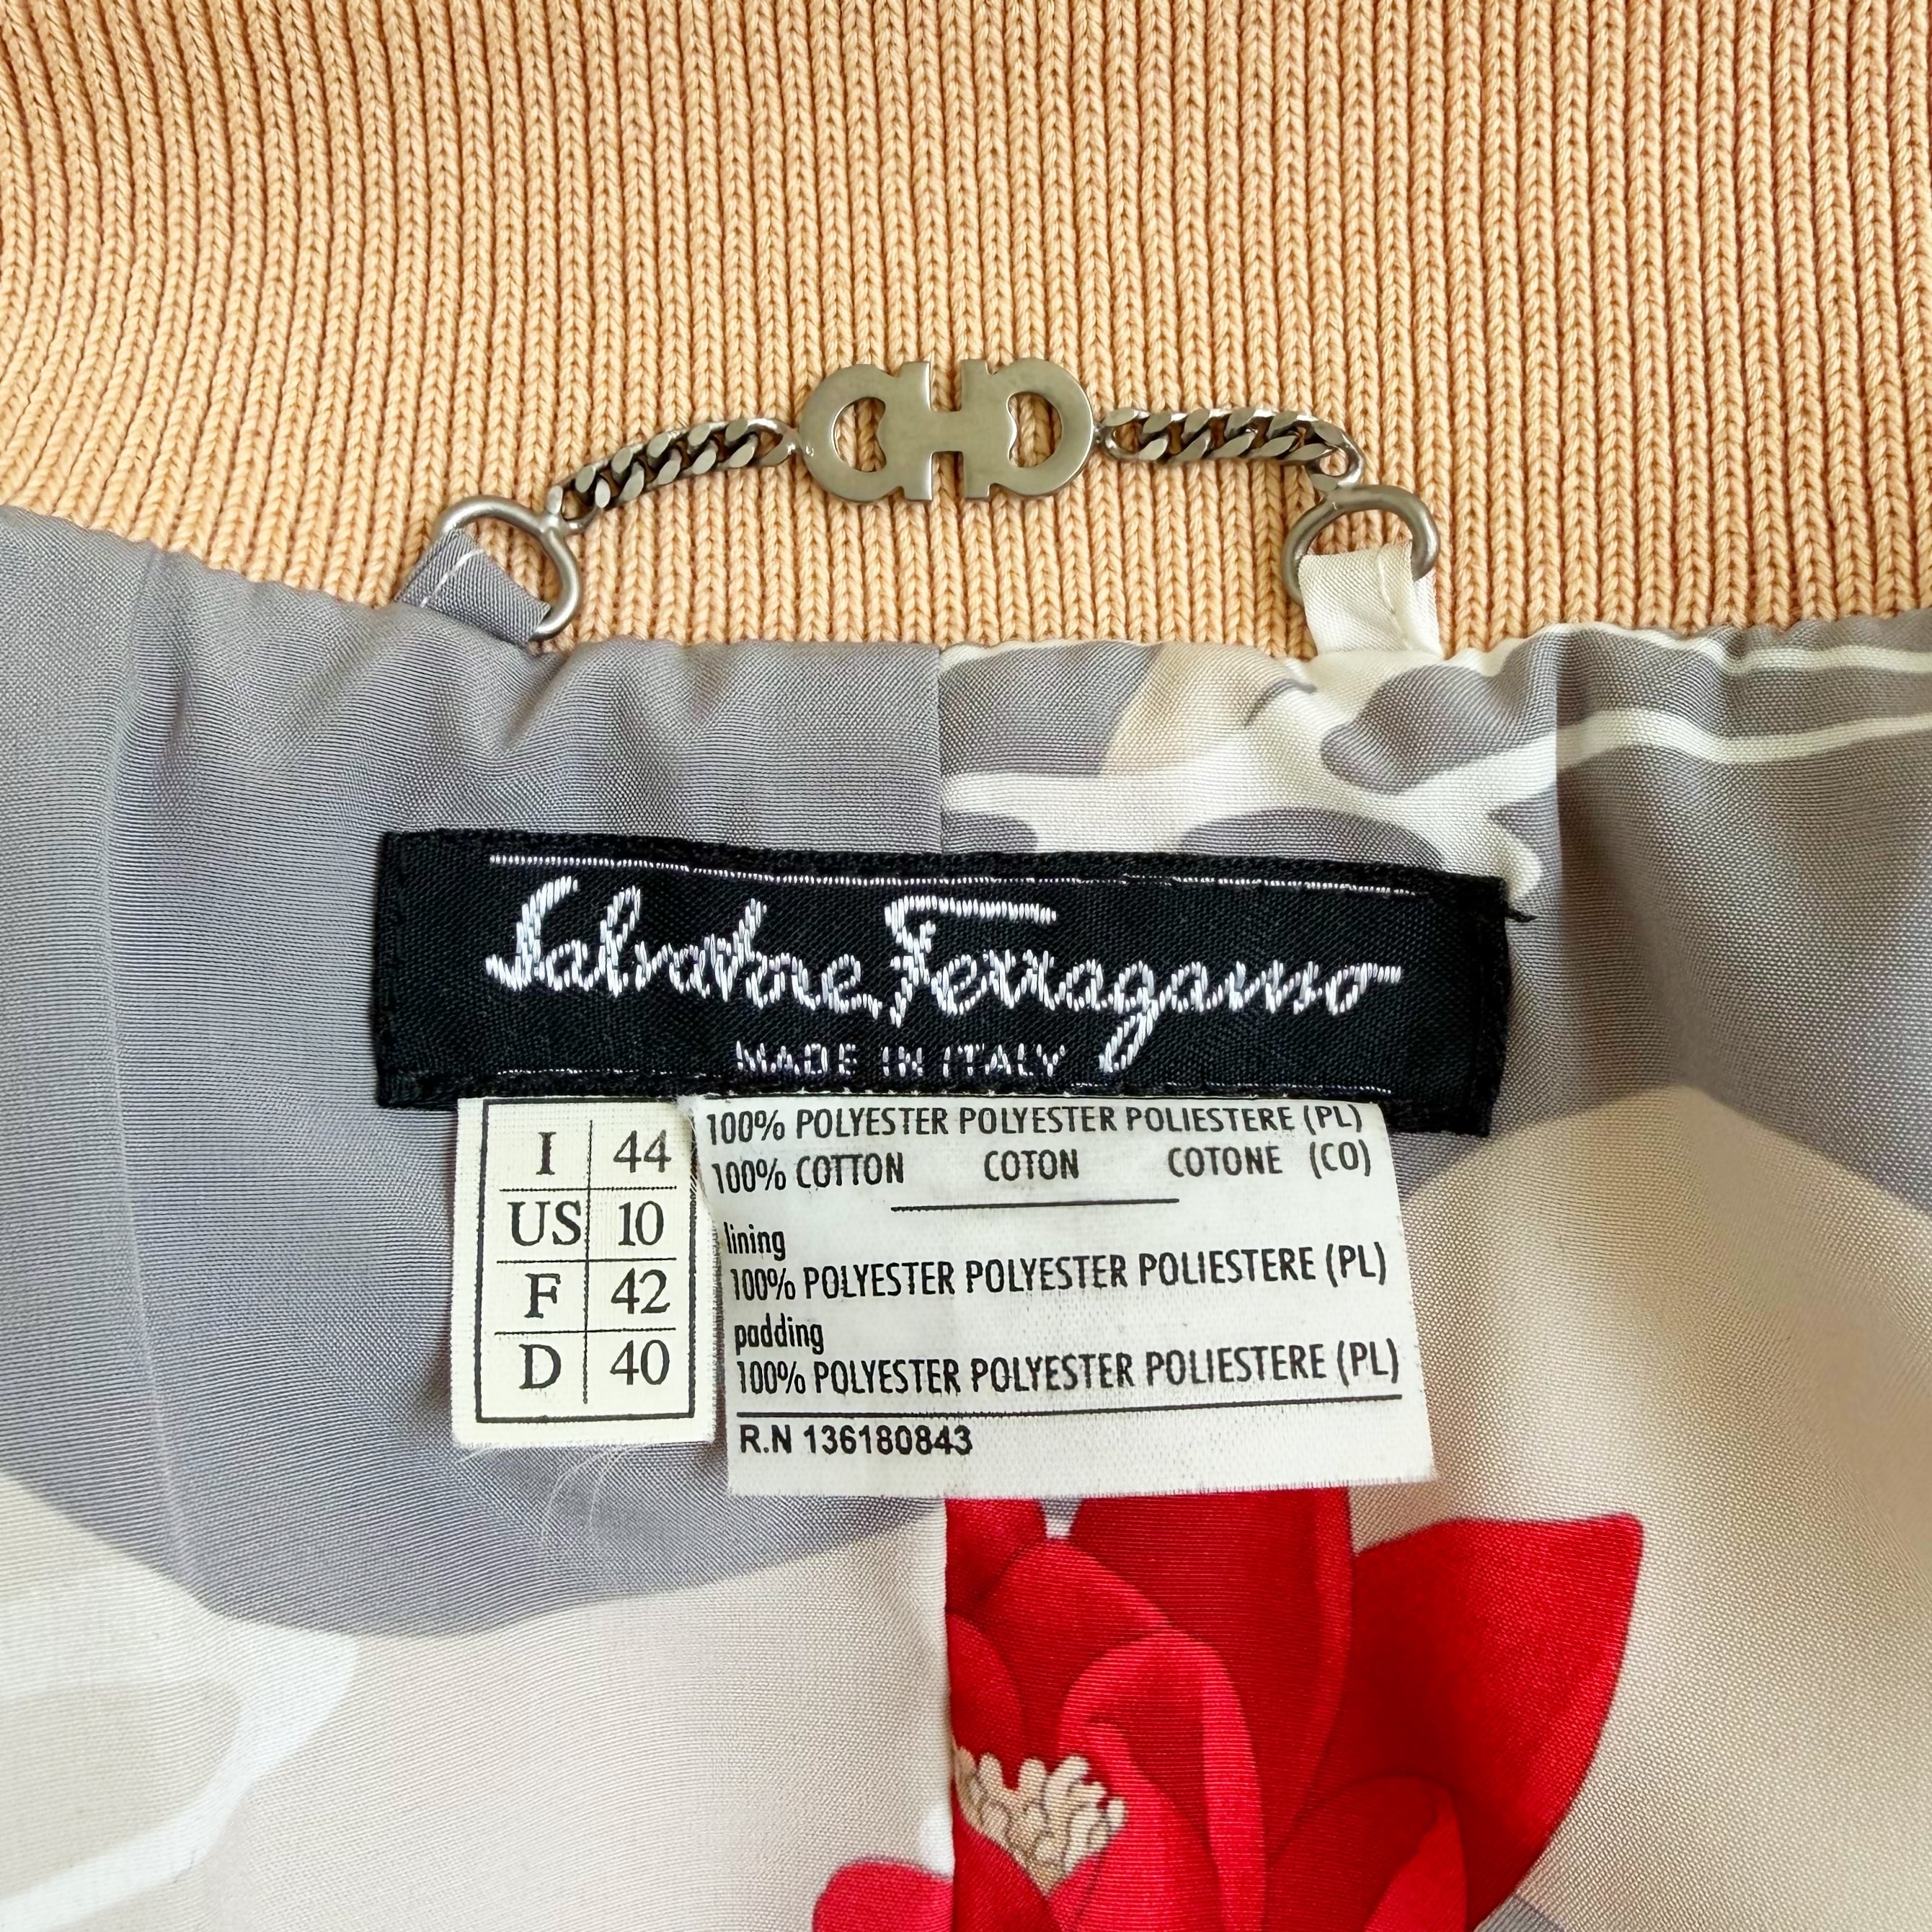 Salvatore Ferragamo
MADE IN ITALY
I 44
US 10
F 42
D 40
100% POLYESTER POLYESTER POLIESTERE (PL)
100% COTTON COTON COTONE (CO)
lining
100% POLYESTER POLYESTER POLIESTERE (PL)
padding
100% POLYESTER POLYESTER POLIESTERE (PL)
R.N 136180843